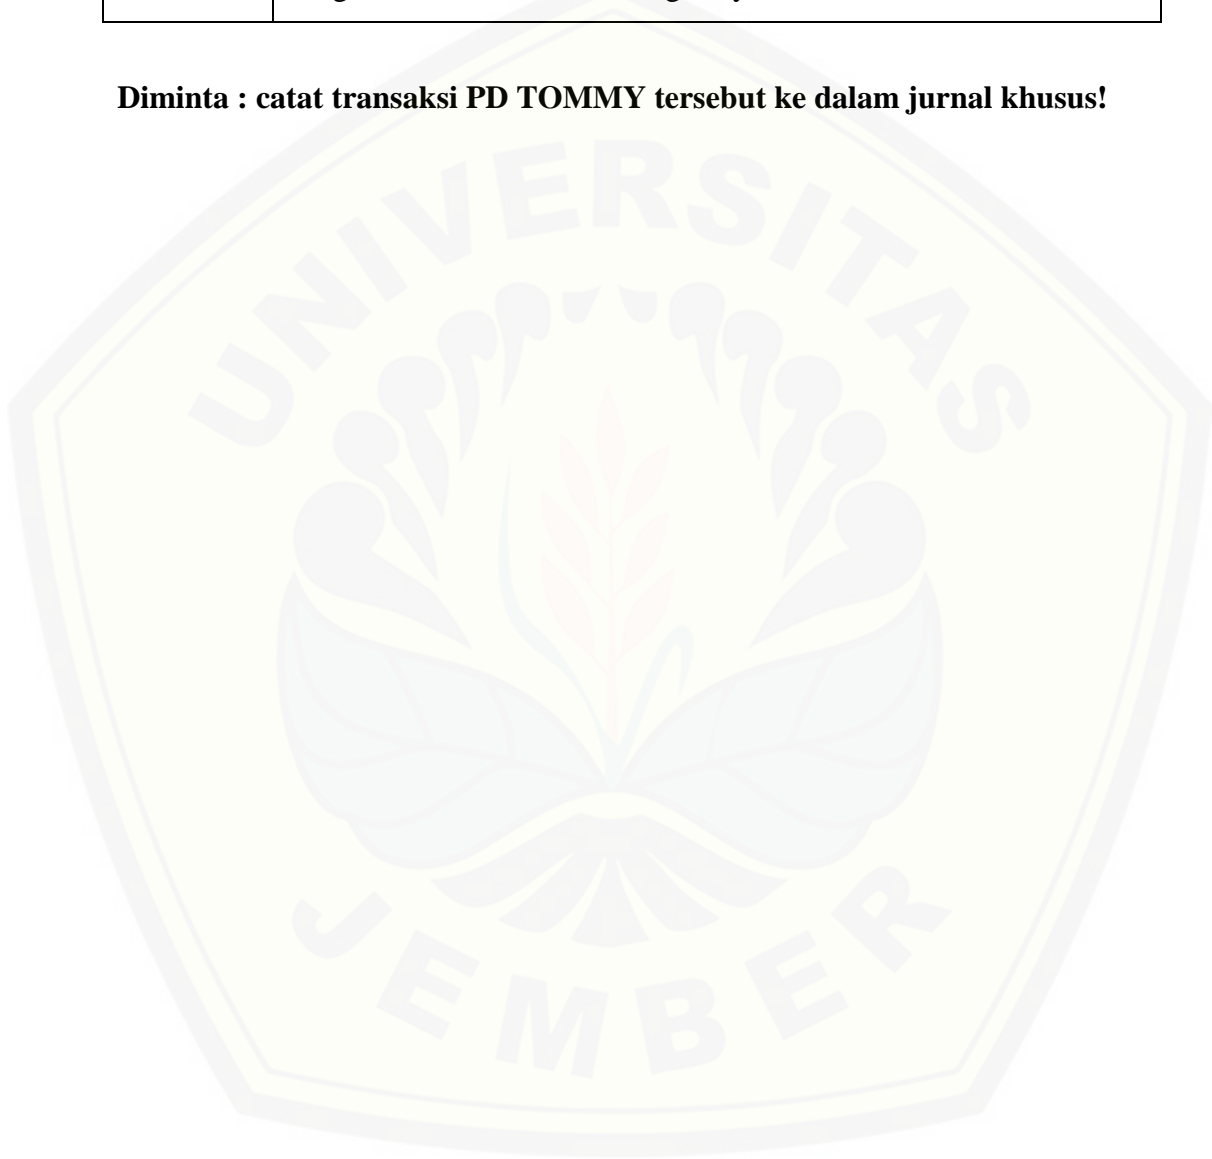 Diminta : catat transaksi PD TOMMY tersebut ke dalam jurnal khusus!
UNIVERSITAS
JEMBER